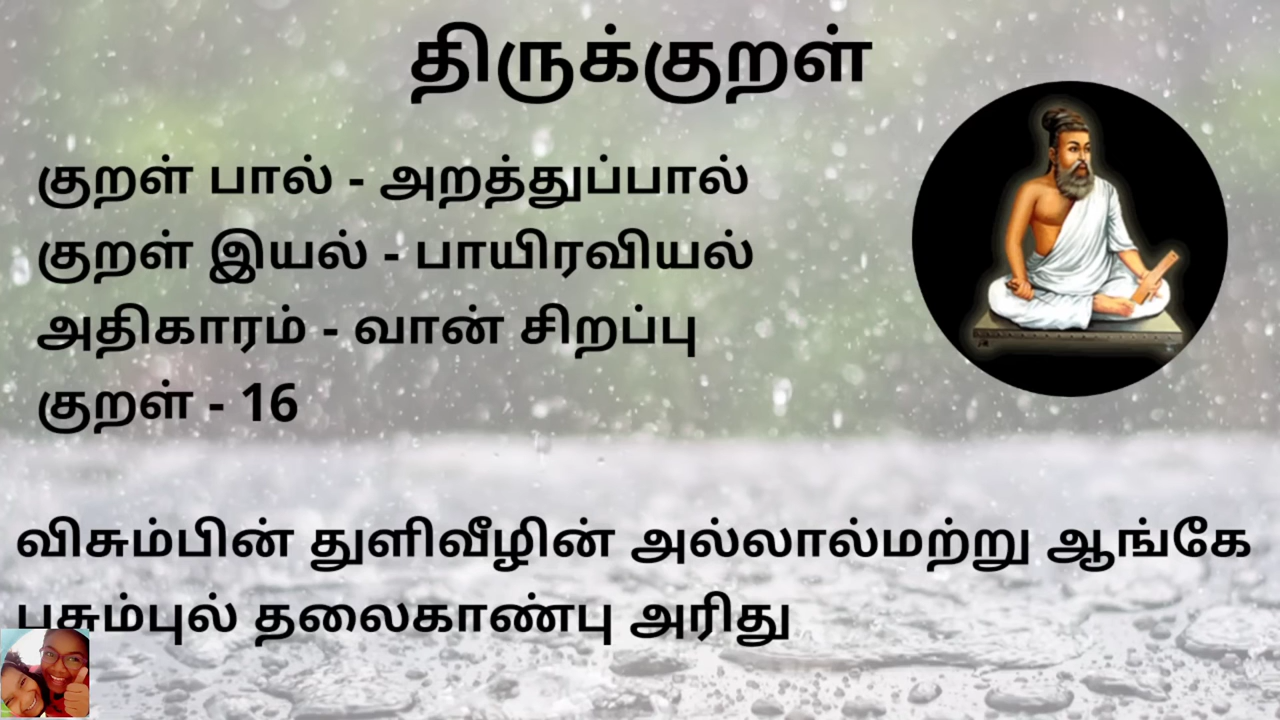 திருக்குறள்
குறள் பால் - அறத்துப்பால்
குறள் இயல் - பாயிரவியல்
அதிகாரம் - வான் சிறப்பு
குறள் - 16
விசும்பின் துளிவீழின் அல்லால்மற்று ஆங்கே
பசும்புல் தலைகாண்பு அரிது